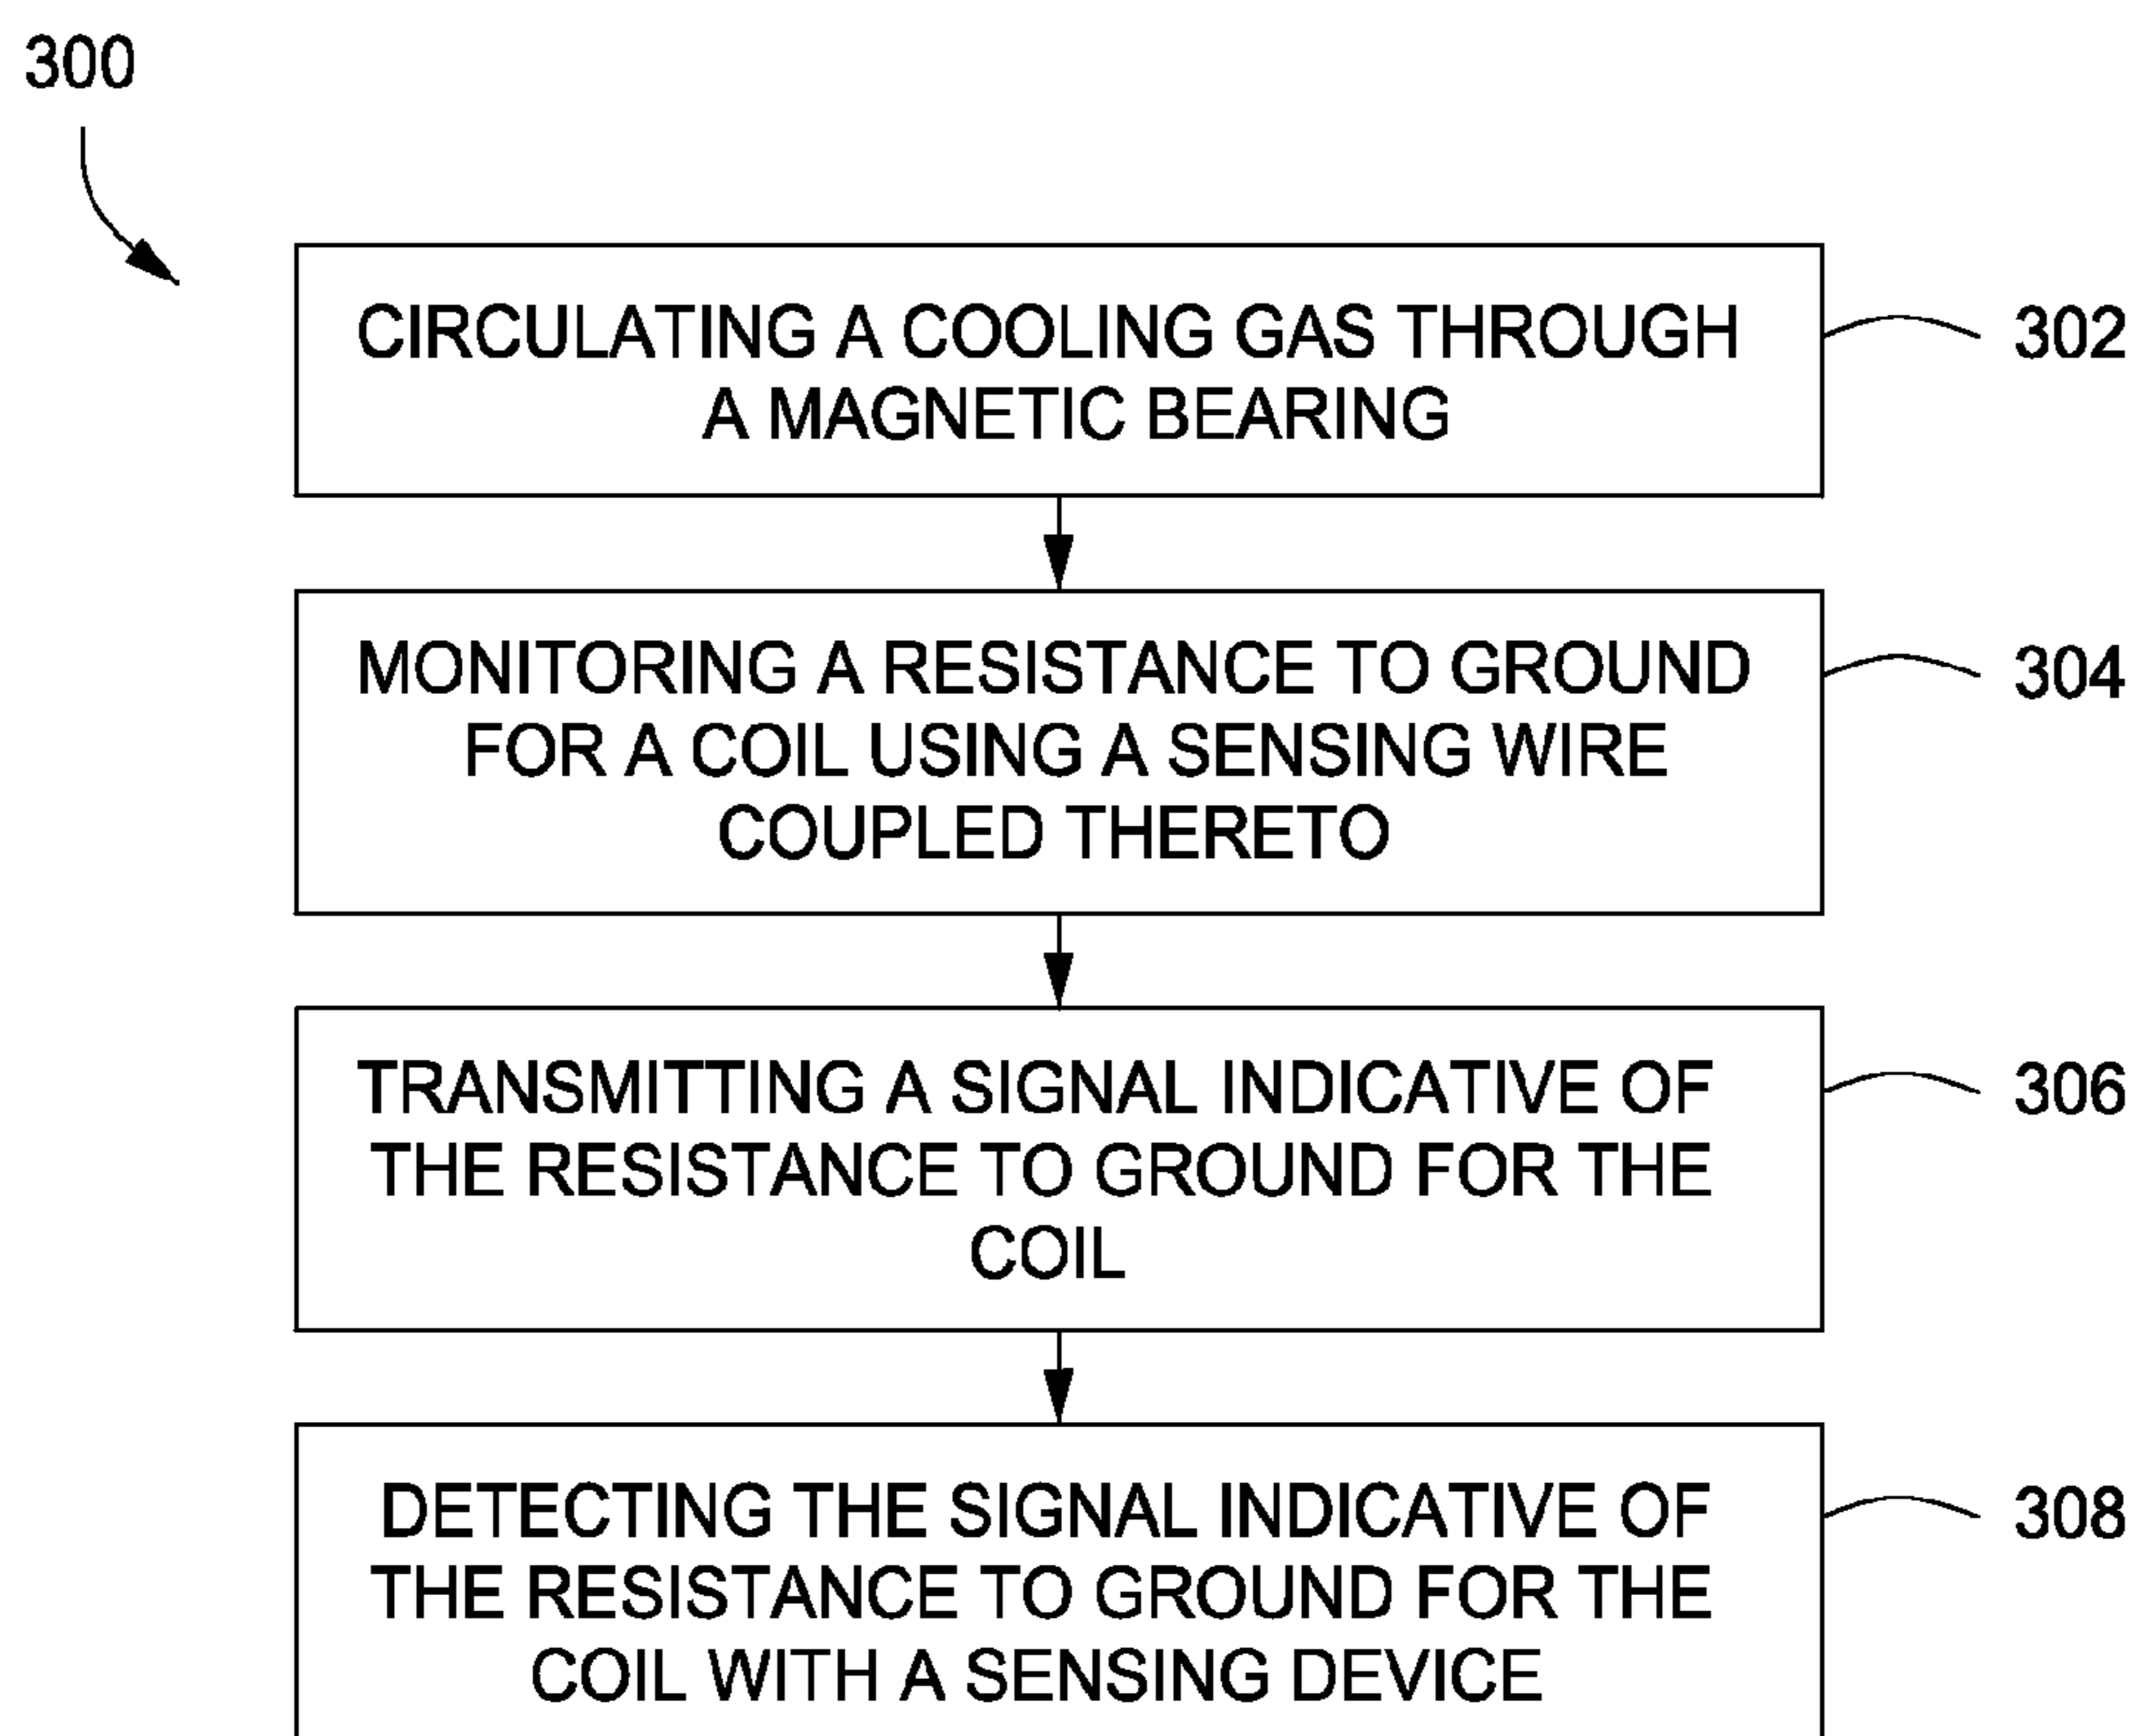 300
CIRCULATING A COOLING GAS THROUGH
A MAGNETIC BEARING
302
MONITORING A RESISTANCE TO GROUND
FOR A COIL USING A SENSING WIRE
COUPLED THERETO
304
TRANSMITTING A SIGNAL INDICATIVE OF
THE RESISTANCE TO GROUND FOR THE
COIL
306
DETECTING THE SIGNAL INDICATIVE OF
THE RESISTANCE TO GROUND FOR THE
COIL WITH A SENSING DEVICE
308